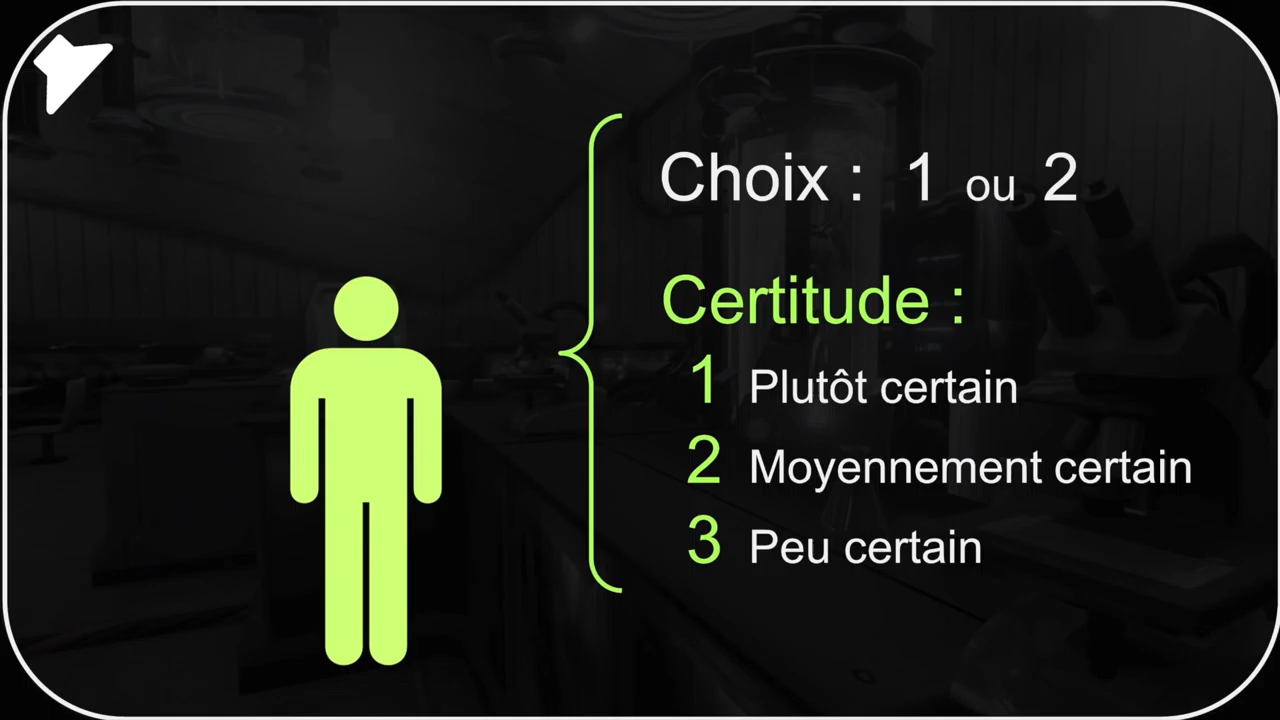 Choix : 1 ou 2
Certitude :
1 Plutôt certain
2 Moyennement certain
3 Peu certain